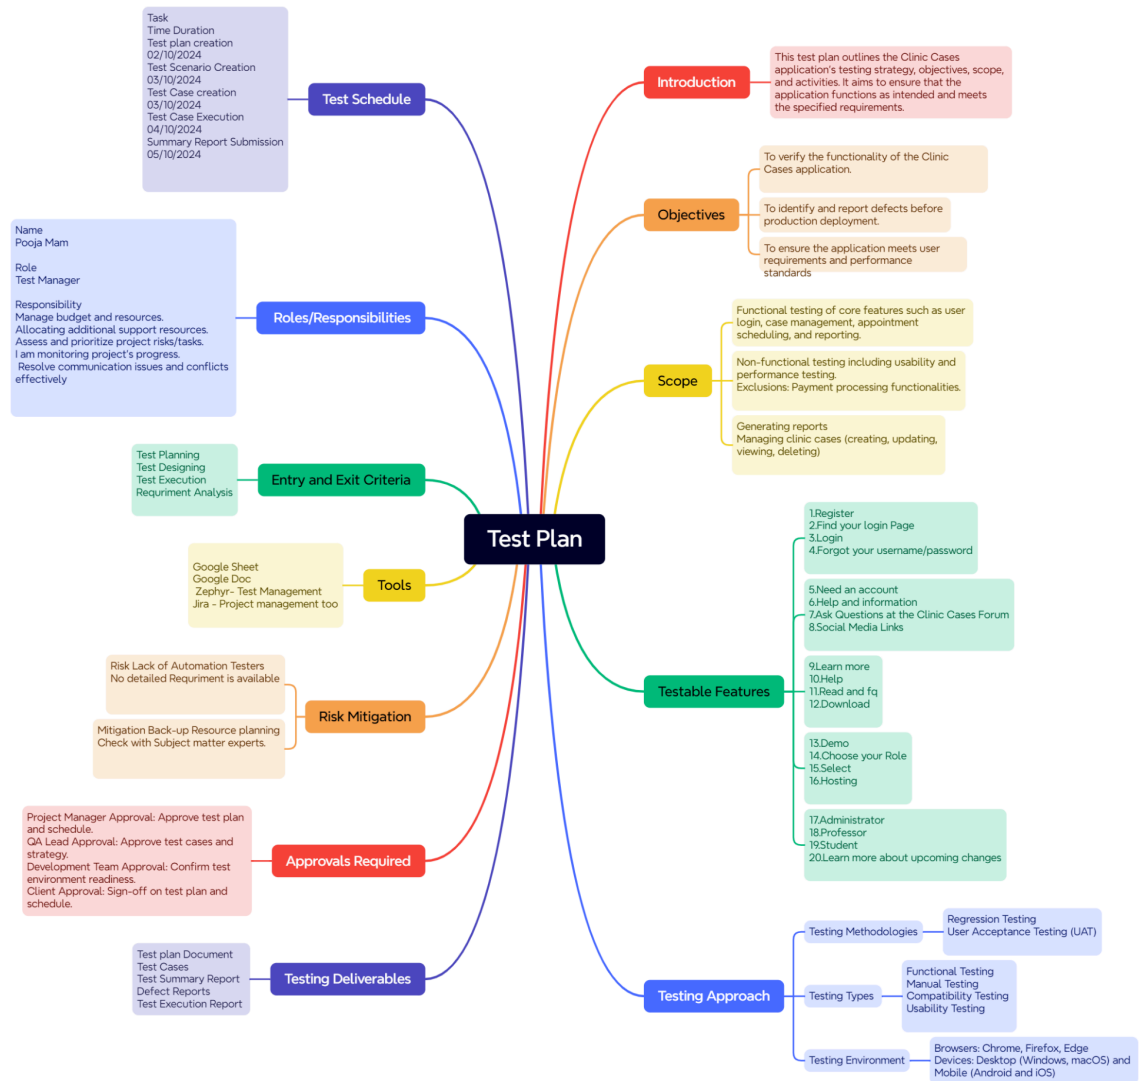 Test Plan
Introduction
This test plan outlines the Clinic Cases
application's testing strategy, objectives, scope,
and activities. It aims to ensure that the
application functions as intended and meets
the specified requirements.
Objectives
To verify the functionality of the Clinic
Cases application.
To identify and report defects before
production deployment.
To ensure the application meets user
requirements and performance
standards
Scope
Functional testing of core features such as user
login, case management, appointment
scheduling, and reporting.
Non-functional testing including usability and
performance testing.
Exclusions: Payment processing functionalities.
Generating reports
Managing clinic cases (creating, updating,
viewing, deleting)
Testable Features
1.Register
2.Find your login Page
3.Login
4.Forgot your username/password
5.Need an account
6.Help and information
7.Ask Questions at the Clinic Cases Forum
8.Social Media Links
9.Learn more
10.Help
11.Read and fq
12.Download
13.Demo
14.Choose your Role
15.Select
16.Hosting
17.Administrator
18.Professor
19.Student
20.Learn more about upcoming changes
Testing Approach
Testing Methodologies
Regression Testing
User Acceptance Testing (UAT)
Testing Types
Functional Testing
Manual Testing
Compatibility Testing
Usability Testing
Testing Environment
Browsers: Chrome, Firefox, Edge
Devices: Desktop (Windows, macOS) and
Mobile (Android and iOS)
Test Schedule
Task
Time Duration
Test plan creation
02/10/2024
Test Scenario Creation
03/10/2024
Test Case creation
03/10/2024
Test Case Execution
04/10/2024
Summary Report Submission
05/10/2024
Roles/Responsibilities
Name
Pooja Mam
Role
Test Manager
Responsibility
Manage budget and resources.
Allocating additional support resources.
Assess and prioritize project risks/tasks.
I am monitoring project's progress.
Resolve communication issues and conflicts
effectively
Entry and Exit Criteria
Test Planning
Test Designing
Test Execution
Requriment Analysis
Tools
Google Sheet
Google Doc
Zephyr- Test Management
Jira - Project management too
Risk Mitigation
Risk Lack of Automation Testers
No detailed Requriment is available
Mitigation Back-up Resource planning
Check with Subject matter experts.
Approvals Required
Project Manager Approval: Approve test plan
and schedule.
QA Lead Approval: Approve test cases and
strategy.
Development Team Approval: Confirm test
environment readiness.
Client Approval: Sign-off on test plan and
schedule.
Testing Deliverables
Test plan Document
Test Cases
Test Summary Report
Defect Reports
Test Execution Report